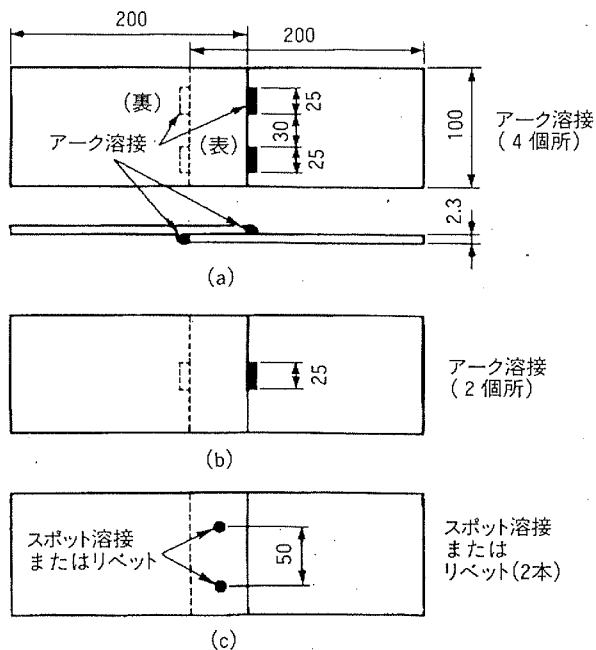 200
200
(裏)
アーク溶接
(表)
25
30
25
100
アーク溶接
(4個所)
2.3
(a)
25
アーク溶接
(2個所)
(b)
スポット溶接
またはリベット
50
スポット溶接
または
リベット(2本)
(c)